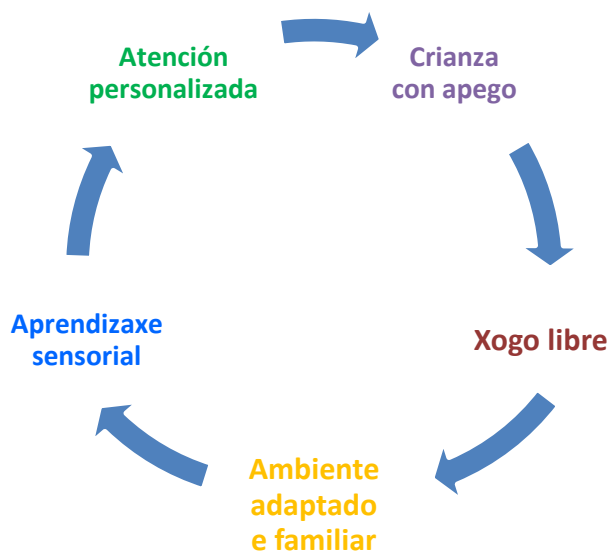 Atención
personalizada
Crianza
con apego
Xogo libre
Ambiente
adaptado
e familiar
Aprendizaxe
sensorial